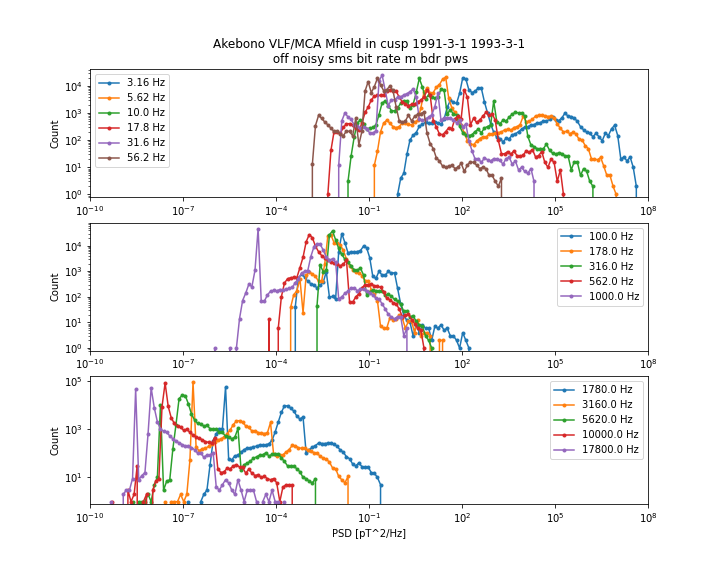 Akebono VLF/MCA Mfield in cusp 1991-3-1 1993-3-1
off noisy sms bit rate m bdr pws
10^4
10^3
10^2
10^1
10^0
Count
3.16 Hz
5.62 Hz
10.0 Hz
17.8 Hz
31.6 Hz
56.2 Hz
10^-10 10^-7 10^-4 10^-1 10^2 10^5 10^8
10^4
10^3
10^2
10^1
10^0
Count
100.0 Hz
178.0 Hz
316.0 Hz
562.0 Hz
1000.0 Hz
10^-10 10^-7 10^-4 10^-1 10^2 10^5 10^8
10^5
10^3
10^1
Count
1780.0 Hz
3160.0 Hz
5620.0 Hz
10000.0 Hz
17800.0 Hz
10^-10 10^-7 10^-4 10^-1 10^2 10^5 10^8
PSD [pT^2/Hz]